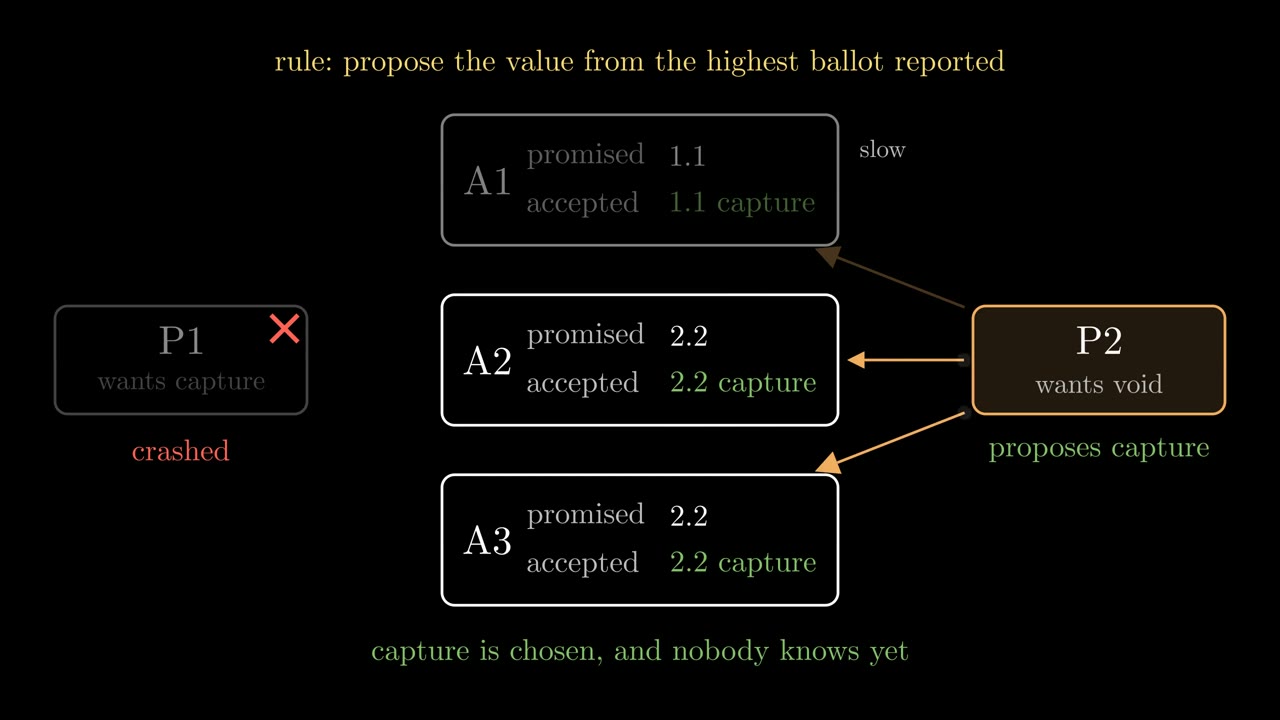 rule: propose the value from the highest ballot reported
A1
promised 1.1
accepted 1.1 capture
slow
P1
wants capture
crashed
A2
promised 2.2
accepted 2.2 capture
P2
wants void
proposes capture
A3
promised 2.2
accepted 2.2 capture
capture is chosen, and nobody knows yet